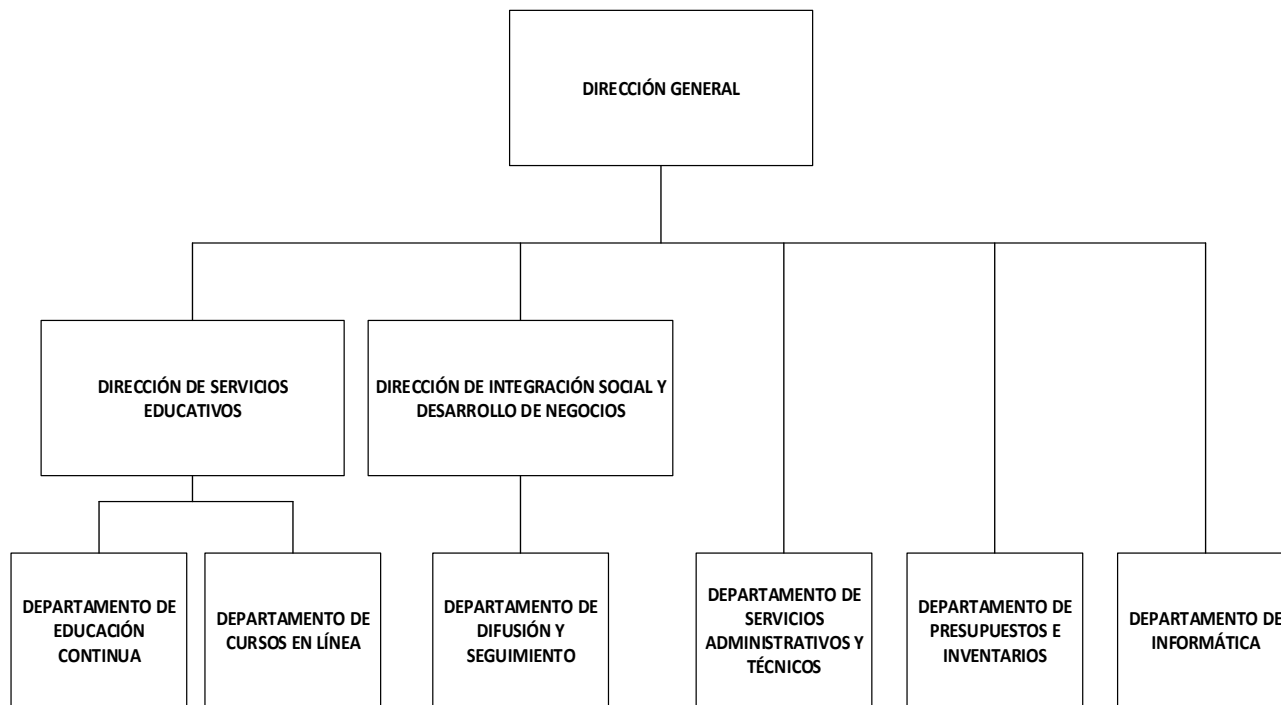 DIRECCIÓN GENERAL
DIRECCIÓN DE SERVICIOS
EDUCATIVOS
DIRECCIÓN DE INTEGRACIÓN SOCIAL Y
DESARROLLO DE NEGOCIOS
DEPARTAMENTO DE
EDUCACIÓN
CONTINUA
DEPARTAMENTO DE
CURSOS EN LÍNEA
DEPARTAMENTO DE
DIFUSIÓN Y
SEGUIMIENTO
DEPARTAMENTO DE
SERVICIOS
ADMINISTRATIVOS Y
TÉCNICOS
DEPARTAMENTO DE
PRESUPUESTOS E
INVENTARIOS
DEPARTAMENTO DE
INFORMÁTICA